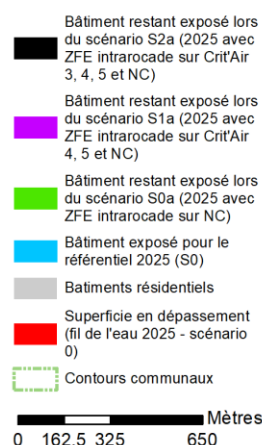 Bâtiment restant exposé lors
du scénario S2a (2025 avec
ZFE intrarocade sur Crit'Air
3, 4, 5 et NC)
Bâtiment restant exposé lors
du scénario S1a (2025 avec
ZFE intrarocade sur Crit'Air
4, 5 et NC)
Bâtiment restant exposé lors
du scénario S0a (2025 avec
ZFE intrarocade sur NC)
Bâtiment exposé pour le
référentiel 2025 (S0)
Batiments résidentiels
Superficie en dépassement
(fil de l'eau 2025 - scénario
0)
Contours communaux
Mètres
0 162.5 325 650